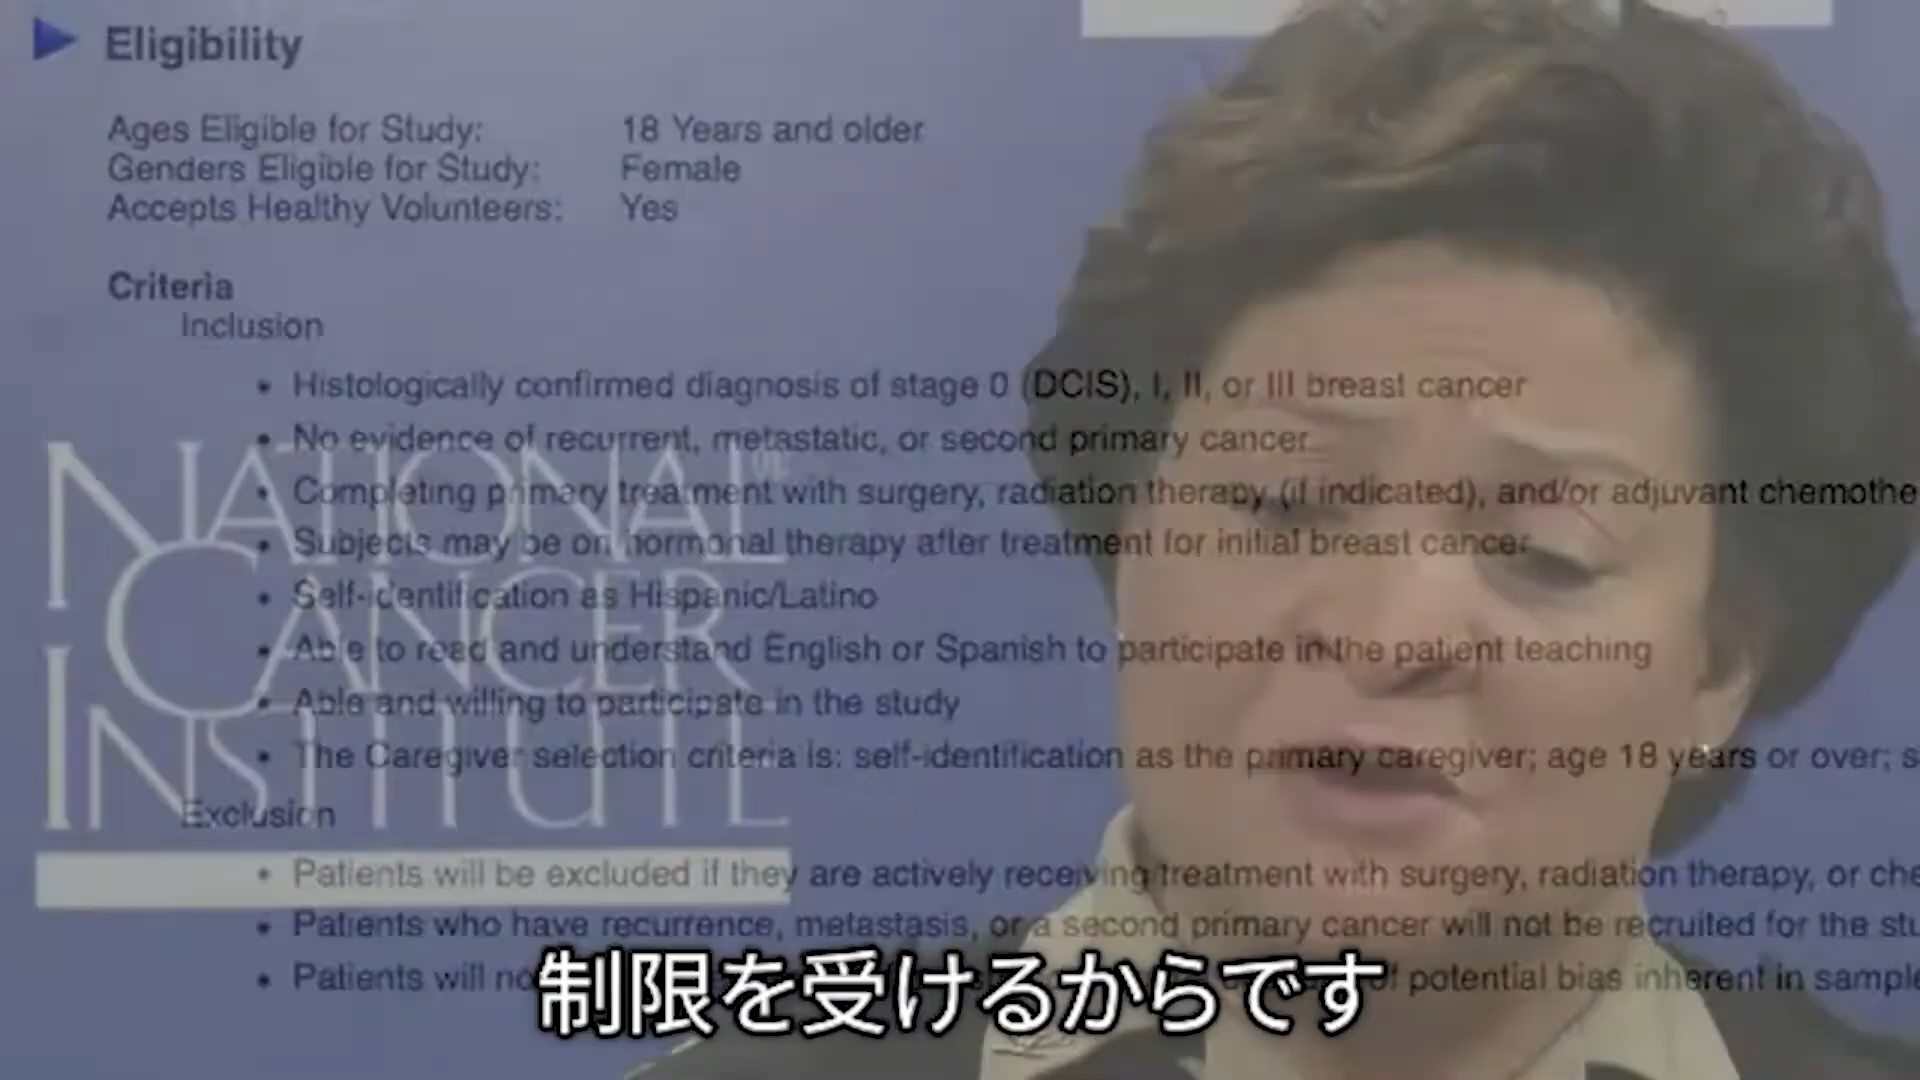 Eligibility
Ages Eligible for Study: 18 Years and older
Genders Eligible for Study: Female
Accepts Healthy Volunteers: Yes
Criteria
Inclusion
• Histologically confirmed diagnosis of stage 0 (DCIS), I, II, or III breast cancer
• No evidence of recurrent, metastatic, or second primary cancer
• Completing primary treatment with surgery, radiation therapy (if indicated), and/or adjuvant chemothe
• Subjects may be on hormonal therapy after treatment for initial breast cancer
• Self-identification as Hispanic/Latino
• Able to read and understand English or Spanish to participate in the patient teaching
• Able and willing to participate in the study
• The Caregiver selection criteria is: self-identification as the primary caregiver; age 18 years or over; s
Exclusion
• Patients will be excluded if they are actively receiving treatment with surgery, radiation therapy, or che
• Patients who have recurrence, metastasis, or a second primary cancer will not be recruited for the stu
• Patients will no of potential bias inherent in sample
NATIONAL
CANCER
INSTITUTE
制限を受けるからです